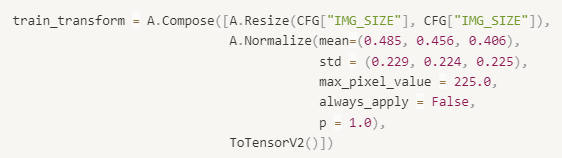 train_transform = A.Compose([A.Resize(CFG["IMG_SIZE"], CFG["IMG_SIZE"]),
A.Normalize(mean=(0.485, 0.456, 0.406),
std = (0.229, 0.224, 0.225),
max_pixel_value = 225.0,
always_apply = False,
p = 1.0),
ToTensorV2()])